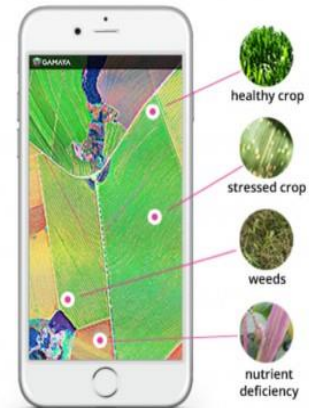 GAMAYA
healthy crop
stressed crop
weeds
nutrient
deficiency